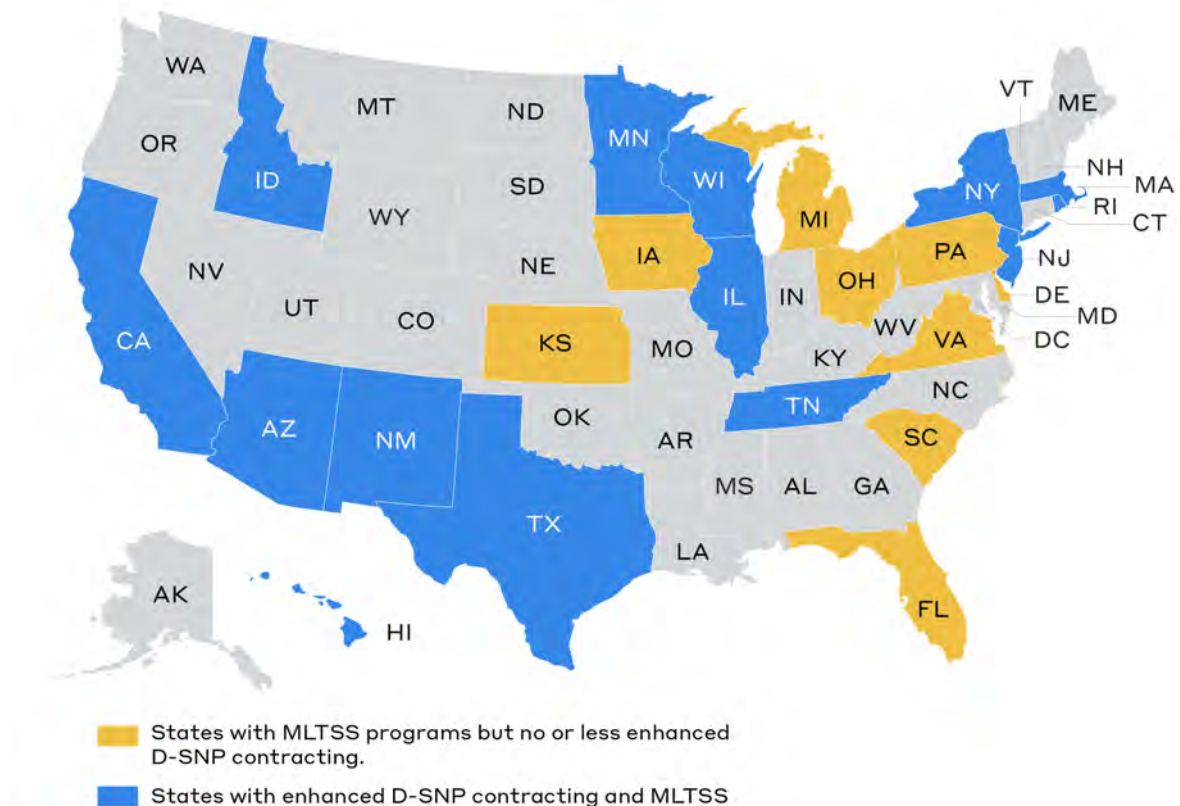 WA
MT
ND
MN
VT
ME
OR
ID
SD
WI
NH
MA
NY
RI
WY
MI
CT
IA
PA
NJ
NV
NE
UT
CO
IL
IN
OH
DE
MD
CA
KS
MO
WV
VA
DC
KY
NC
TN
AZ
NM
OK
AR
SC
MS
AL
GA
TX
LA
AK
FL
HI
States with MLTSS programs but no or less enhanced
D-SNP contracting.
States with enhanced D-SNP contracting and MLTSS